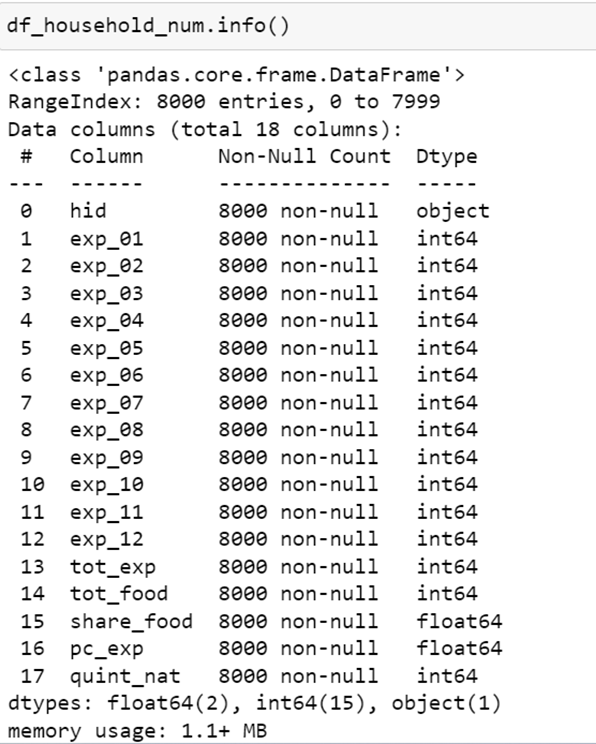 df_household_num.info()
<class 'pandas.core.frame.DataFrame'>
RangeIndex: 8000 entries, 0 to 7999
Data columns (total 18 columns):
 #   Column      Non-Null Count  Dtype
---  ------      --------------  -----
 0   hid         8000 non-null   object
 1   exp_01      8000 non-null   int64
 2   exp_02      8000 non-null   int64
 3   exp_03      8000 non-null   int64
 4   exp_04      8000 non-null   int64
 5   exp_05      8000 non-null   int64
 6   exp_06      8000 non-null   int64
 7   exp_07      8000 non-null   int64
 8   exp_08      8000 non-null   int64
 9   exp_09      8000 non-null   int64
 10  exp_10      8000 non-null   int64
 11  exp_11      8000 non-null   int64
 12  exp_12      8000 non-null   int64
 13  tot_exp     8000 non-null   int64
 14  tot_food    8000 non-null   int64
 15  share_food  8000 non-null   float64
 16  pc_exp      8000 non-null   float64
 17  quint_nat   8000 non-null   int64
dtypes: float64(2), int64(15), object(1)
memory usage: 1.1+ MB